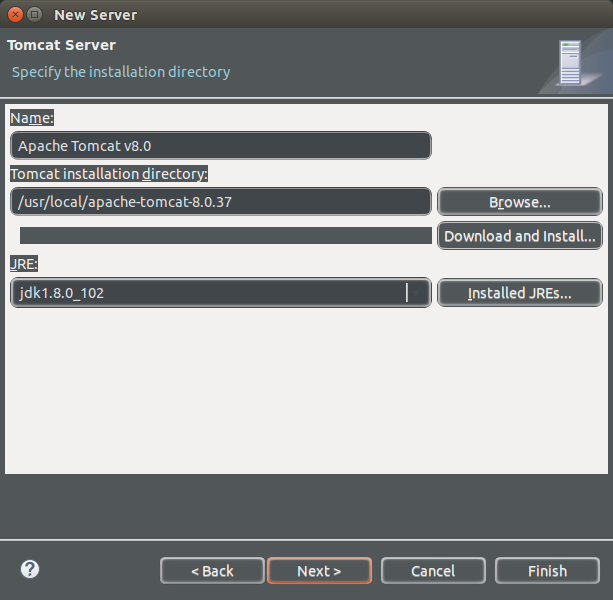 New Server
Tomcat Server
Specify the installation directory
Name:
Apache Tomcat v8.0
Tomcat installation directory:
/usr/local/apache-tomcat-8.0.37
Browse...
Download and Install...
JRE:
jdk1.8.0_102
Installed JREs...
?
< Back
Next >
Cancel
Finish